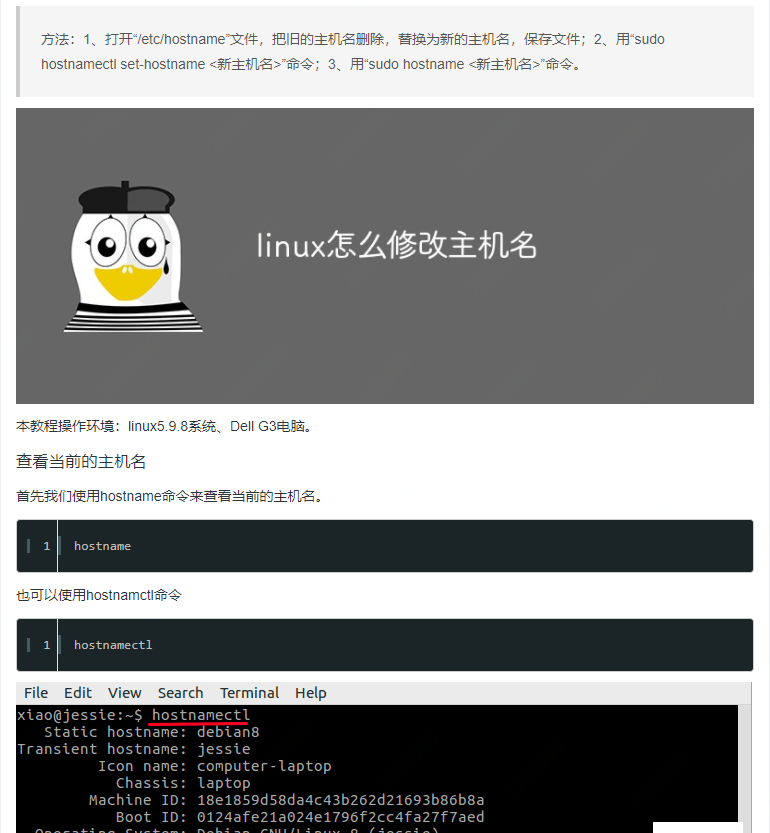 方法：1、打开“/etc/hostname”文件，把旧的主机名删除，替换为新的主机名，保存文件；2、用“sudo
hostnamectl set-hostname <新主机名>”命令；3、用“sudo hostname <新主机名>”命令。
linux怎么修改主机名
本教程操作环境：linux5.9.8系统、Dell G3电脑。
查看当前的主机名
首先我们使用hostname命令来查看当前的主机名。
1 hostname
也可以使用hostnamctl命令
1 hostnamectl
File Edit View Search Terminal Help
xiao@jessie:~$ hostnamectl
Static hostname: debian8
Transient hostname: jessie
Icon name: computer-laptop
Chassis: laptop
Machine ID: 18e1859d58da4c43b262d21693b86b8a
Boot ID: 0124afe21a024e1796f2cc4fa27f7aed
Operating System: Debian GNU/Linux 8 (jessie)